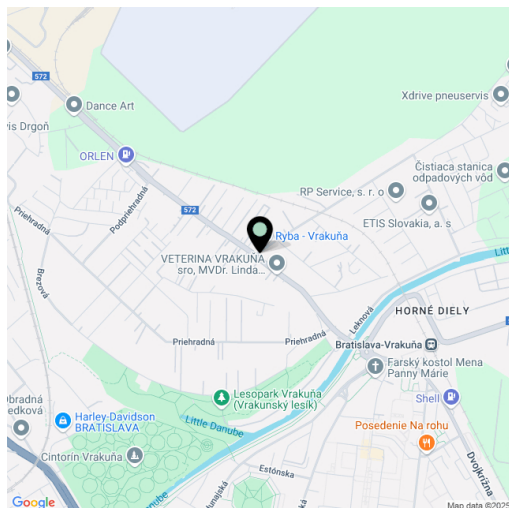 572
Dance Art
Xdrive pneuservis
vis Drgoň
ORLEN
Čistiaca stanica
odpadových vôd
RP Service, s. r. o
572
ETIS Slovakia, a. s
Podpriehradná
Priehradná
Ryba - Vrakuňa
VETERINA VRAKUŇA
sro, MVDr. Linda...
Brezová
Leknová
HORNÉ DIELY
Priehradná
Priehradná
Bratislava-Vrakuňa
Farský kostol Mena
Panny Márie
Lesopark Vrakuňa
(Vrakunský lesík)
Shell
Harley-Davidson
BRATISLAVA
Little Danube
Posedenie Na rohu
Cintorín Vrakuňa
Estónska
Dvojkrížna
Google
Map data ©2025